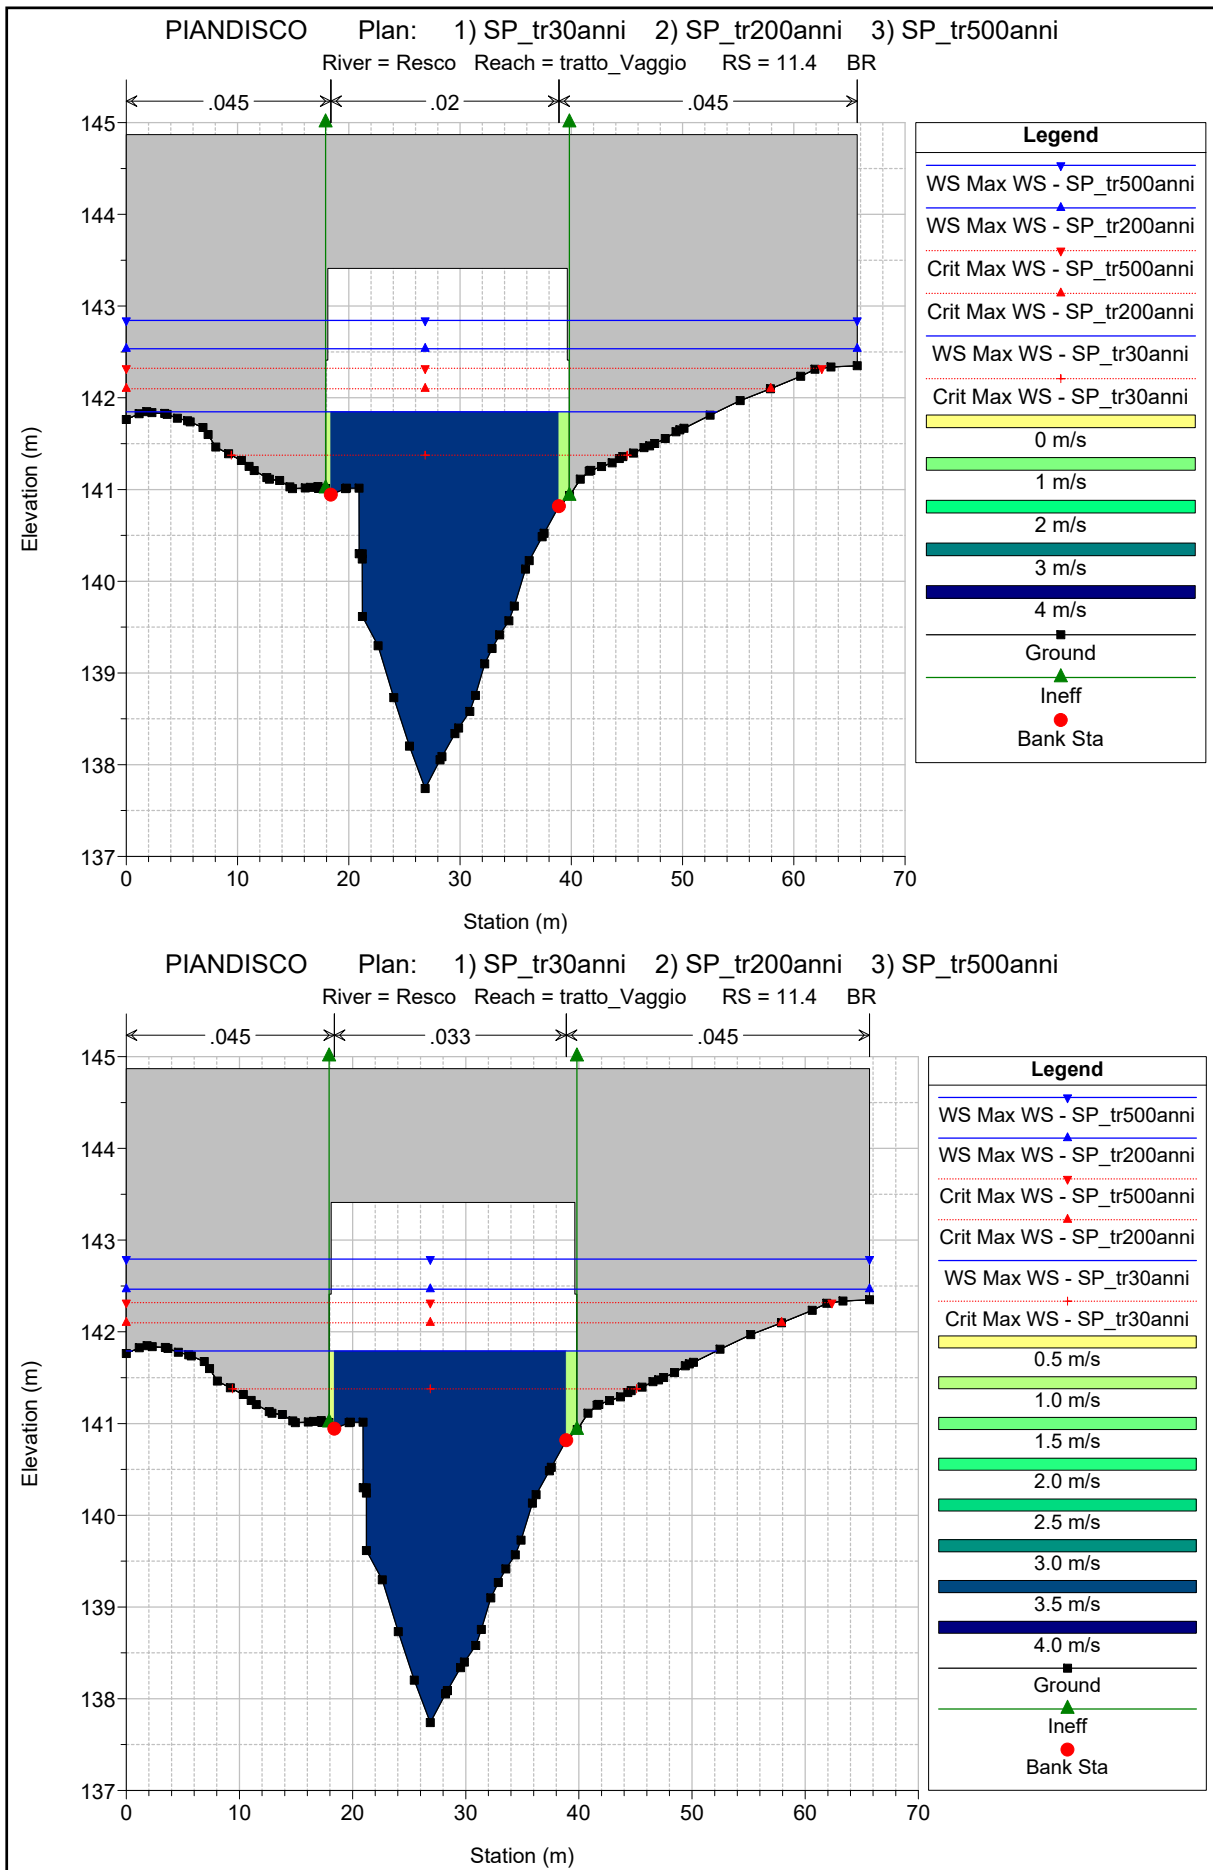 PIANDISCO Plan: 1) SP_tr30anni 2) SP_tr200anni 3) SP_tr500anni
River = Resco Reach = tratto_Vaggio RS = 11.4 BR
.045 .02 .045
145
144
143
142
141
140
139
138
137
Elevation (m)
0 10 20 30 40 50 60 70
Station (m)
Legend
WS Max WS - SP_tr500anni
WS Max WS - SP_tr200anni
Crit Max WS - SP_tr500anni
Crit Max WS - SP_tr200anni
WS Max WS - SP_tr30anni
Crit Max WS - SP_tr30anni
0 m/s
1 m/s
2 m/s
3 m/s
4 m/s
Ground
Ineff
Bank Sta
PIANDISCO Plan: 1) SP_tr30anni 2) SP_tr200anni 3) SP_tr500anni
River = Resco Reach = tratto_Vaggio RS = 11.4 BR
.045 .033 .045
145
144
143
142
141
140
139
138
137
Elevation (m)
0 10 20 30 40 50 60 70
Station (m)
Legend
WS Max WS - SP_tr500anni
WS Max WS - SP_tr200anni
Crit Max WS - SP_tr500anni
Crit Max WS - SP_tr200anni
WS Max WS - SP_tr30anni
Crit Max WS - SP_tr30anni
0.5 m/s
1.0 m/s
1.5 m/s
2.0 m/s
2.5 m/s
3.0 m/s
3.5 m/s
4.0 m/s
Ground
Ineff
Bank Sta